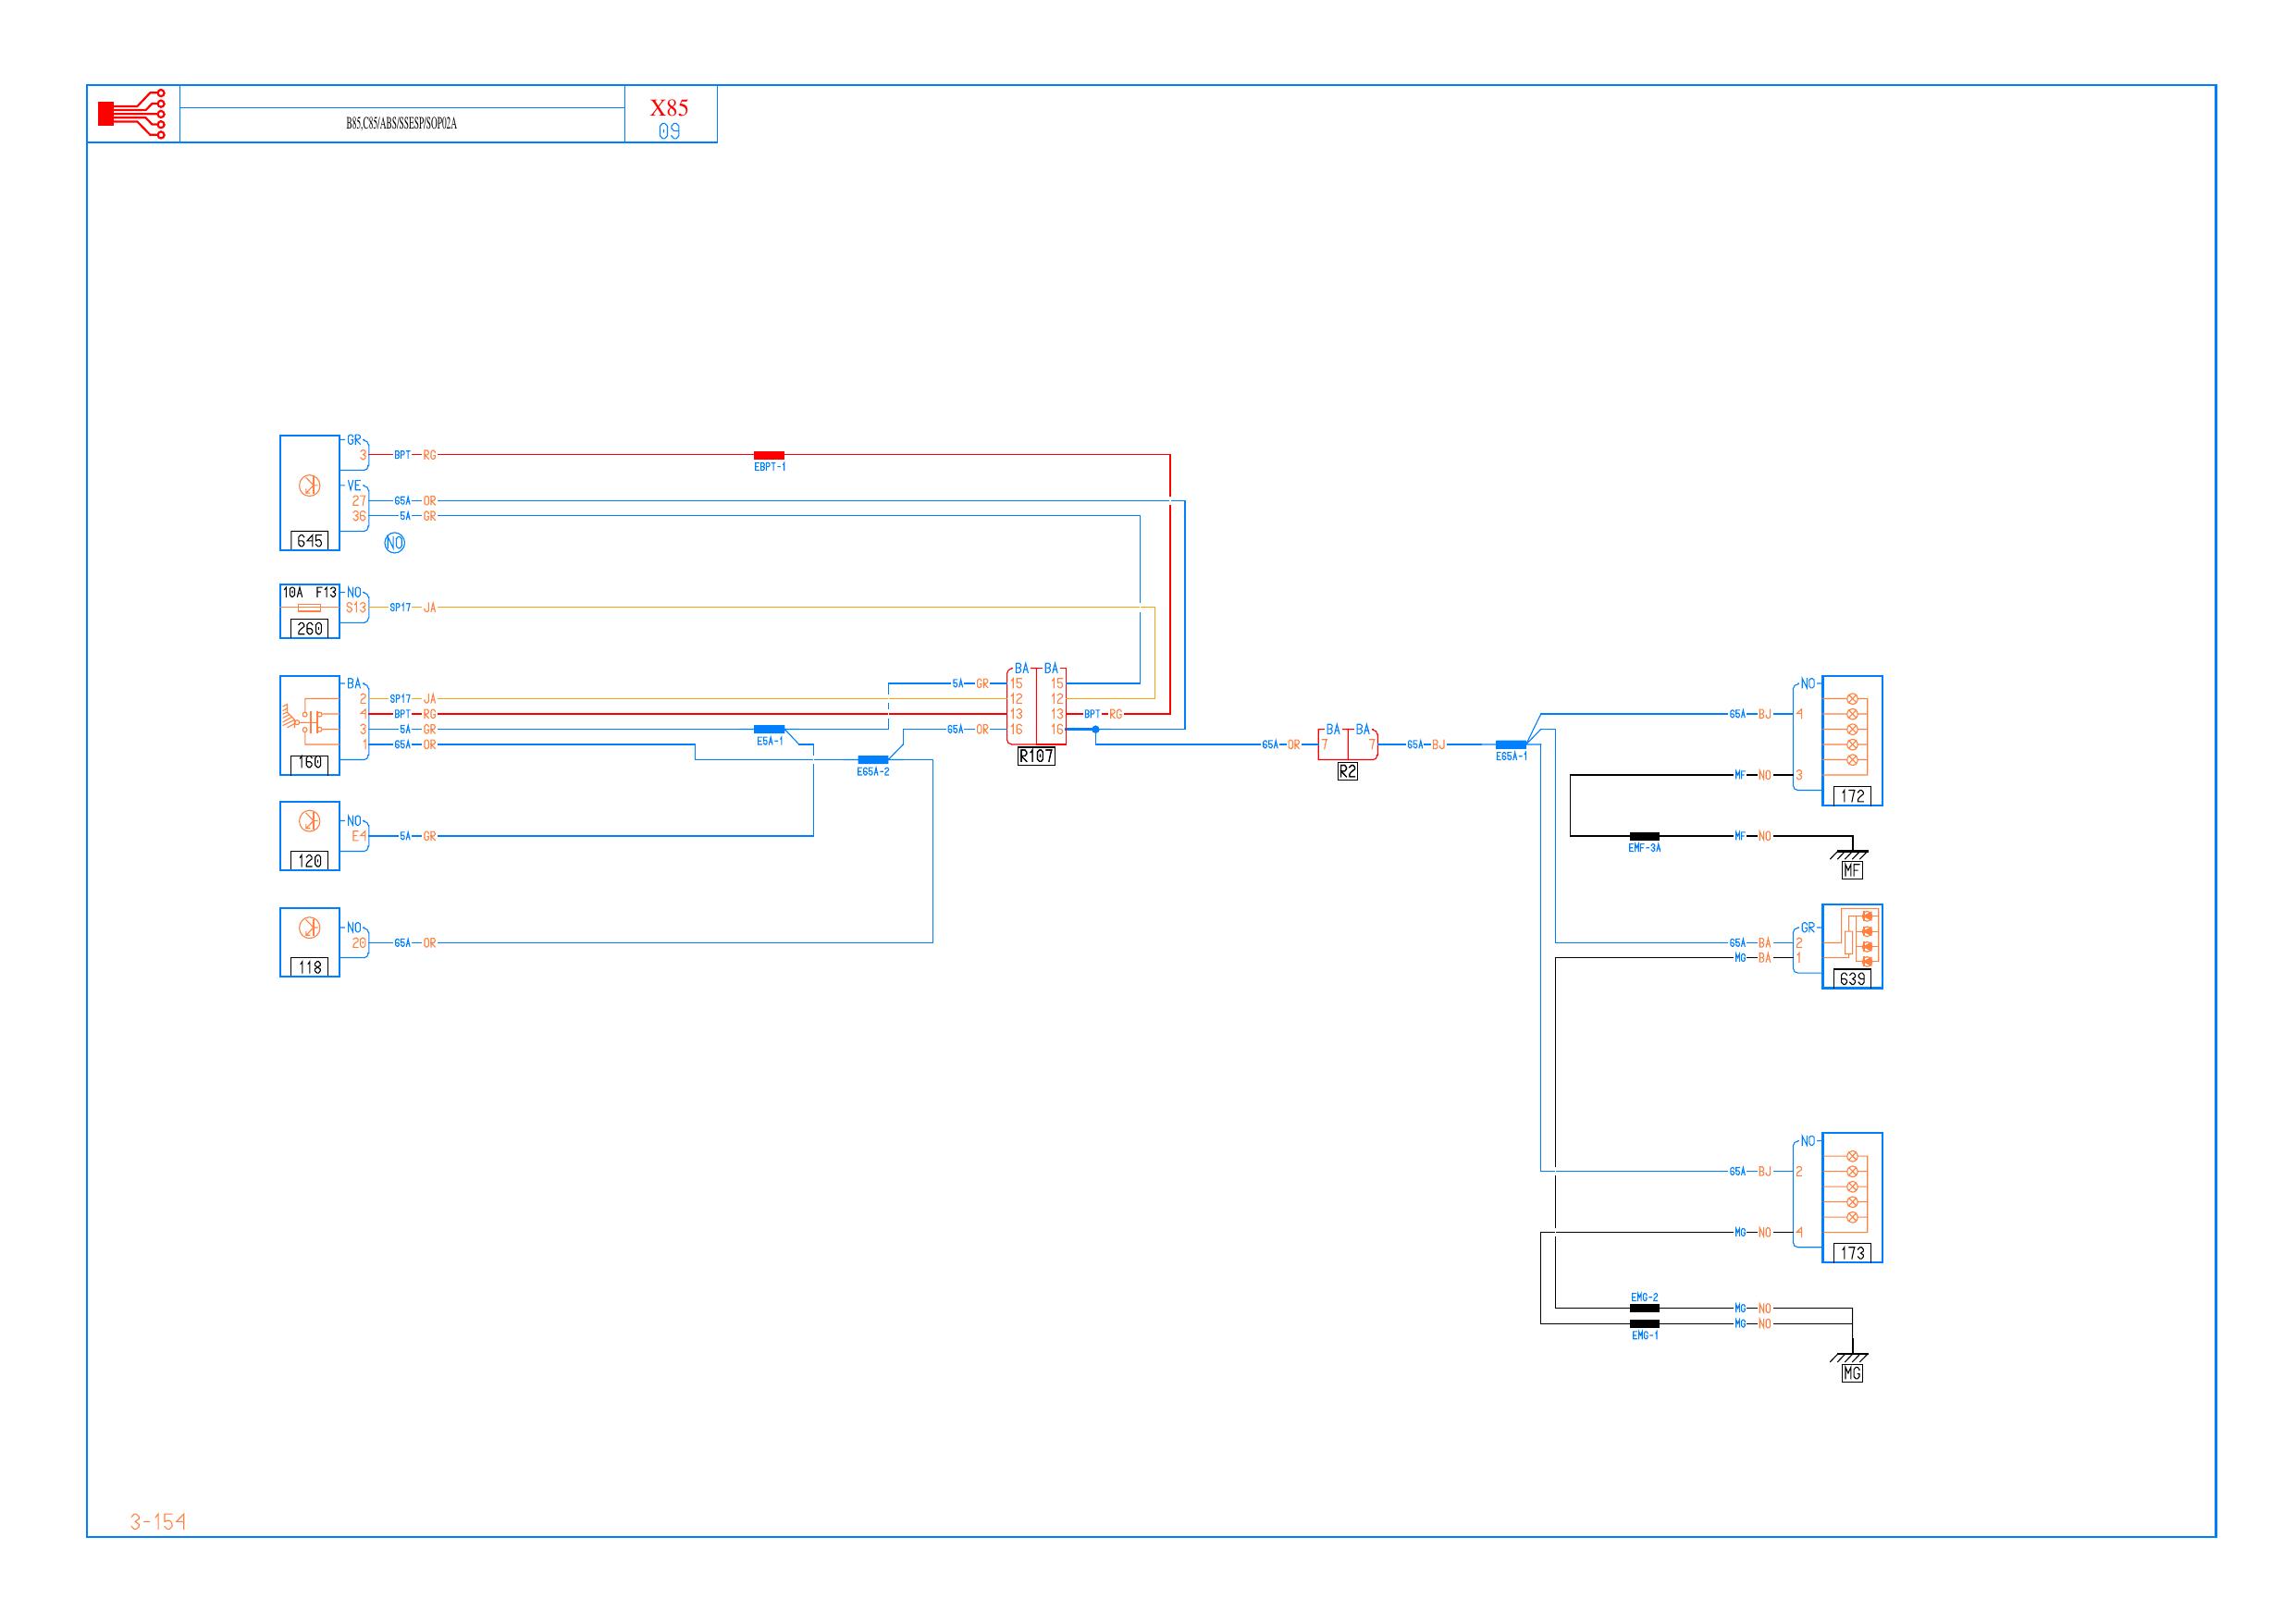 X85
B85,C85/ABS/SSESP/SOP02A
09
GR
3 BPT RG
EBPT-1
VE
27 65A OR
36 5A GR
645
NO
10A F13 NO
S13 SP17 JA
260
BA BA
BA
5A GR 15 15
NO
2 SP17 JA 12 12
4 BPT RG 13 13 BPT RG
65A BJ 4
3 5A GR 65A OR 16 16
BA BA
E5A-1
1 65A OR
65A OR 7 7 65A BJ
R107
E65A-1
160
E65A-2
R2
MF NO 3
172
NO
E4 5A GR
MF NO
EMF-3A
120
MF
NO
GR
20 65A OR
65A BA 2
MG BA 1
118
639
NO
65A BJ 2
MG NO 4
173
EMG-2
MG NO
MG NO
EMG-1
MG
3-154